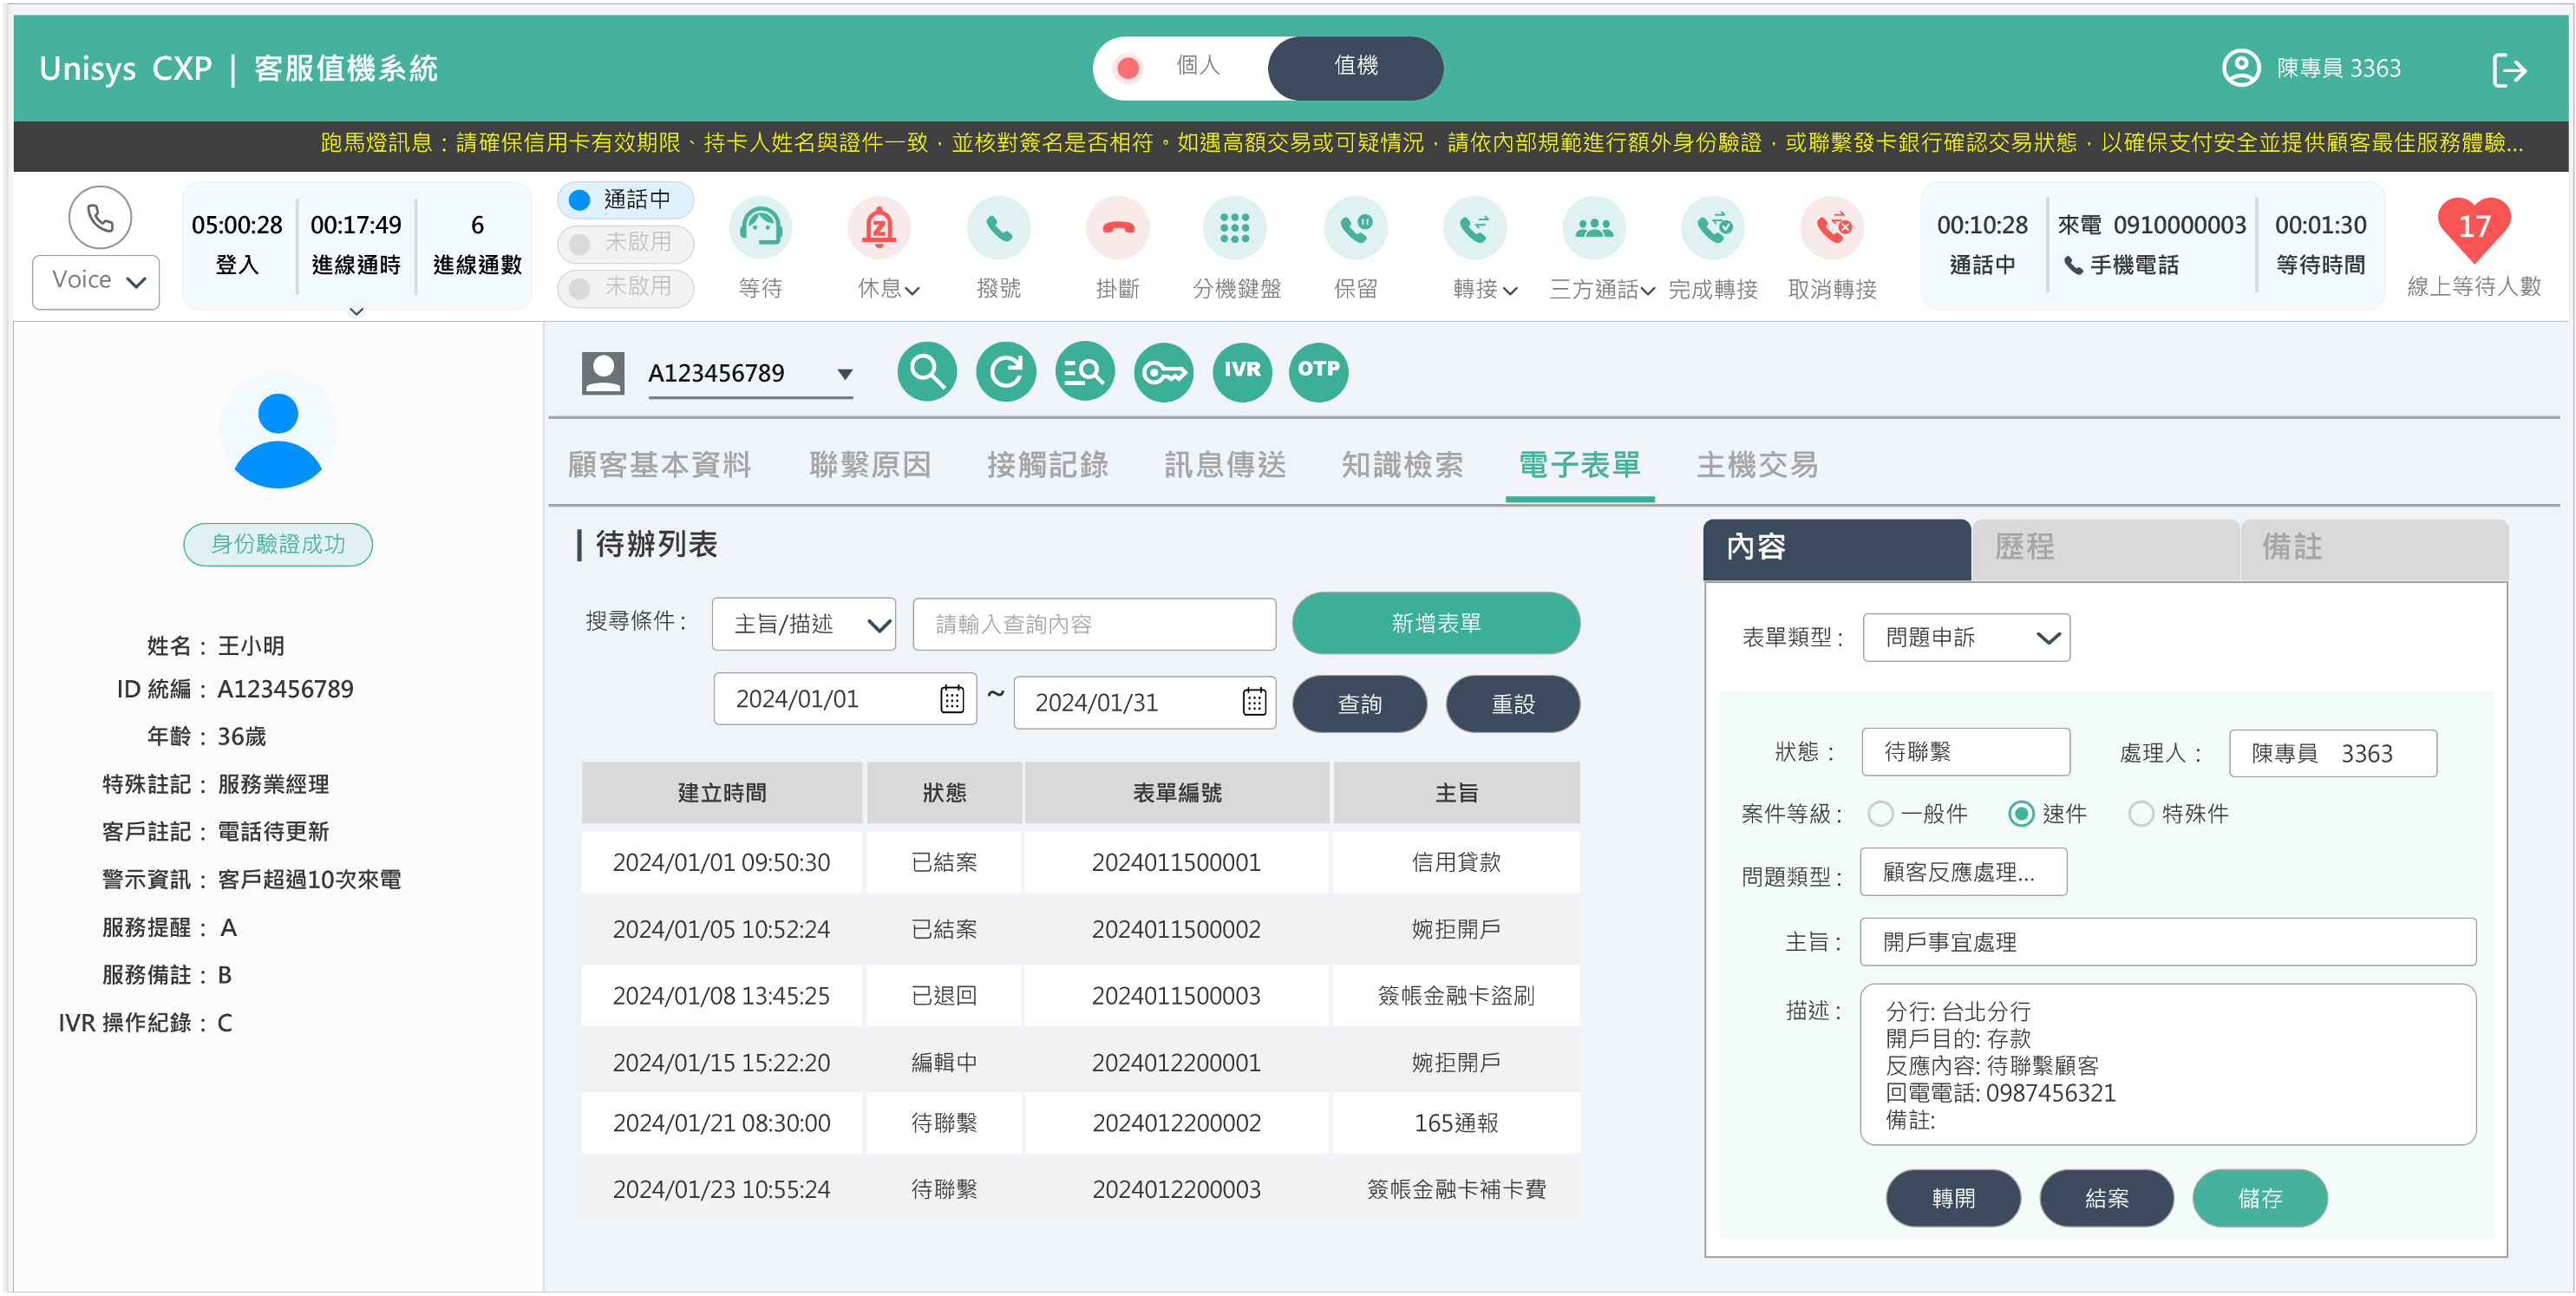 Unisys CXP | 客服值機系統
個人 值機
陳專員 3363
跑馬燈訊息：請確保信用卡有效期限、持卡人姓名與證件一致，並核對簽名是否相符。如遇高額交易或可疑情況，請依內部規範進行額外身份驗證，或聯繫發卡銀行確認交易狀態，以確保支付安全並提供顧客最佳服務體驗...
Voice
05:00:28 00:17:49 6
登入 進線通時 進線通數
通話中
未啟用
未啟用
等待 休息 撥號 掛斷 分機鍵盤 保留 轉接 三方通話 完成轉接 取消轉接
00:10:28 來電 0910000003 00:01:30
通話中 手機電話 等待時間
17
線上等待人數
身份驗證成功
姓名：王小明
ID 統編：A123456789
年齡：36歲
特殊註記：服務業經理
客戶註記：電話待更新
警示資訊：客戶超過10次來電
服務提醒：A
服務備註：B
IVR 操作紀錄：C
A123456789 IVR OTP
顧客基本資料 聯繫原因 接觸記錄 訊息傳送 知識檢索 電子表單 主機交易
待辦列表
搜尋條件： 主旨/描述 請輸入查詢內容 新增表單
2024/01/01 ~ 2024/01/31 查詢 重設
建立時間 狀態 表單編號 主旨
2024/01/01 09:50:30 已結案 2024011500001 信用貸款
2024/01/05 10:52:24 已結案 2024011500002 婉拒開戶
2024/01/08 13:45:25 已退回 2024011500003 簽帳金融卡盜刷
2024/01/15 15:22:20 編輯中 2024012200001 婉拒開戶
2024/01/21 08:30:00 待聯繫 2024012200002 165通報
2024/01/23 10:55:24 待聯繫 2024012200003 簽帳金融卡補卡費
內容 歷程 備註
表單類型： 問題申訴
狀態： 待聯繫 處理人： 陳專員 3363
案件等級： 一般件 速件 特殊件
問題類型： 顧客反應處理...
主旨： 開戶事宜處理
描述： 分行: 台北分行
開戶目的: 存款
反應內容: 待聯繫顧客
回電電話: 0987456321
備註:
轉開 結案 儲存